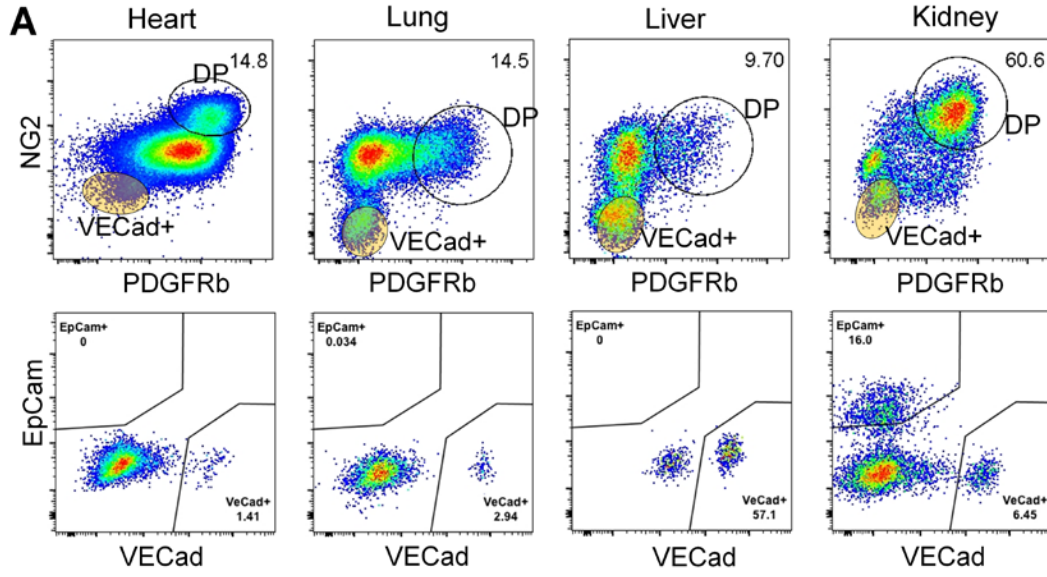 A
Heart Lung Liver Kidney
14.8 14.5 9.70 60.6
DP DP DP DP
NG2
VECad+ VECad+ VECad+
PDGFRb PDGFRb PDGFRb PDGFRb
EpCam+ EpCam+ EpCam+ EpCam+
0 0.034 0 16.0
EpCam
VeCad+ VeCad+ VeCad+ VeCad+
1.41 2.94 57.1 6.45
VECad VECad VECad VECad